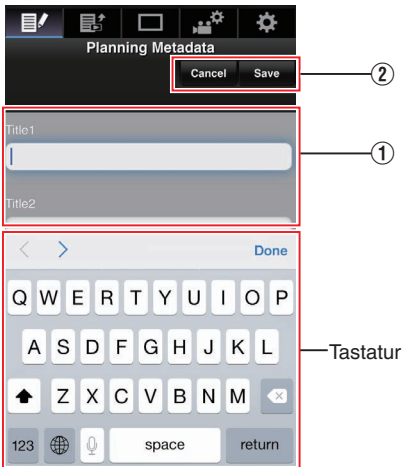 Planning Metadata
Cancel Save ②
Title1
①
Title2
Done
Q W E R T Y U I O P
A S D F G H J K L
Tastatur
Z X C V B N M
123 space return